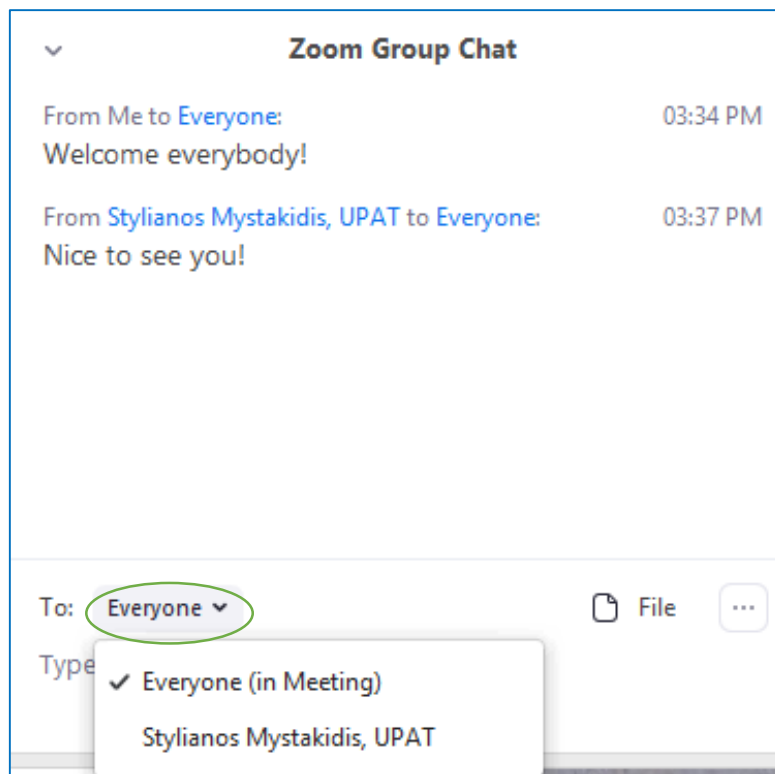 Zoom Group Chat
From Me to Everyone: 03:34 PM
Welcome everybody!
From Stylianos Mystakidis, UPAT to Everyone: 03:37 PM
Nice to see you!
To: Everyone File ...
Type
Everyone (in Meeting)
Stylianos Mystakidis, UPAT